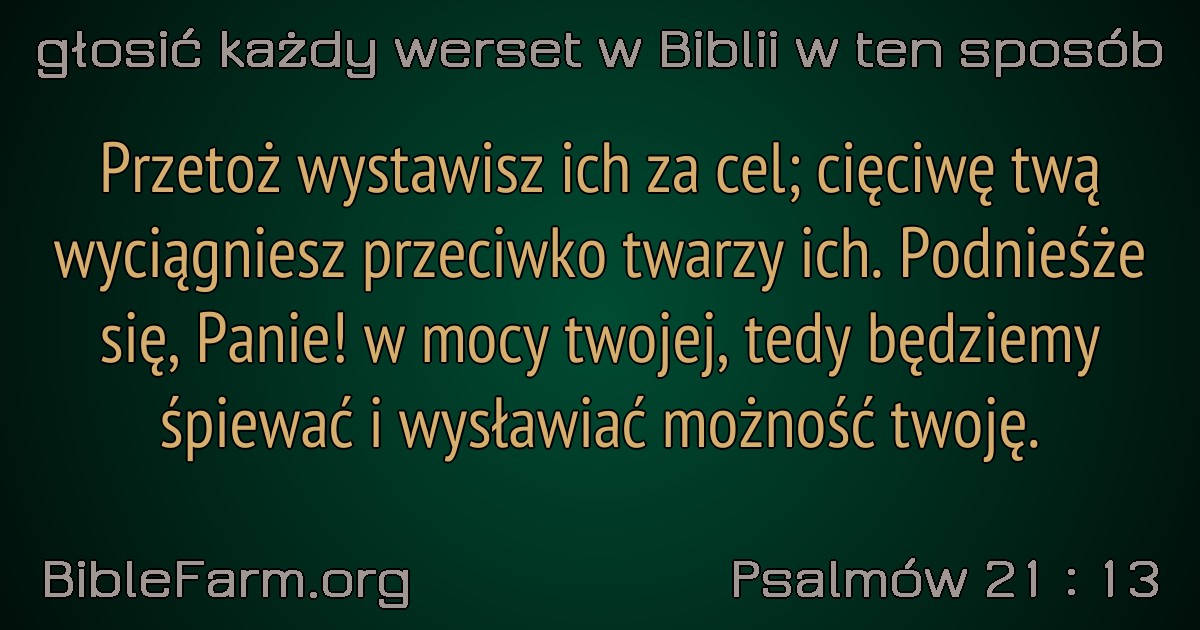 głosić każdy werset w Biblii w ten sposób
Przetoż wystawisz ich za cel; cięciwę twą
wyciągniesz przeciwko twarzy ich. Podnieśże
się, Panie! w mocy twojej, tedy będziemy
śpiewać i wysławiać możność twoję.
BibleFarm.org
Psalmów 21 : 13